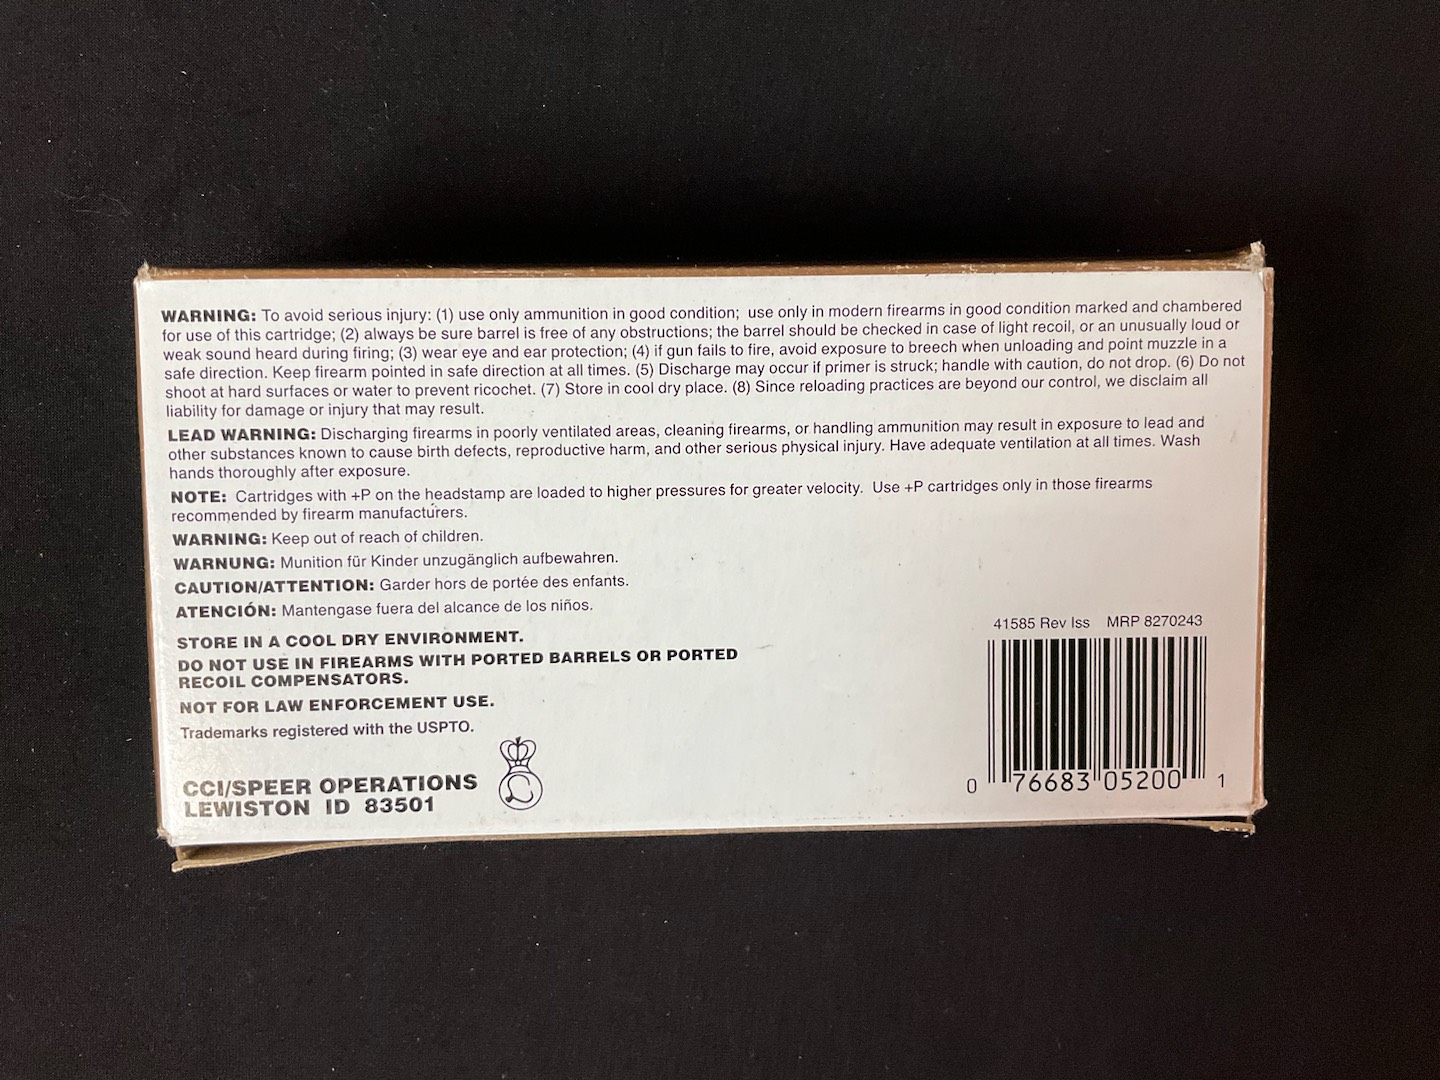 WARNING: To avoid serious injury: (1) use only ammunition in good condition; use only in modern firearms in good condition marked and chambered
for use of this cartridge; (2) always be sure barrel is free of any obstructions; the barrel should be checked in case of light recoil, or an unusually loud or
weak sound heard during firing; (3) wear eye and ear protection; (4) if gun fails to fire, avoid exposure to breech when unloading and point muzzle in a
safe direction. Keep firearm pointed in safe direction at all times. (5) Discharge may occur if primer is struck; handle with caution, do not drop. (6) Do not
shoot at hard surfaces or water to prevent ricochet. (7) Store in cool dry place. (8) Since reloading practices are beyond our control, we disclaim all
liability for damage or injury that may result.
LEAD WARNING: Discharging firearms in poorly ventilated areas, cleaning firearms, or handling ammunition may result in exposure to lead and
other substances known to cause birth defects, reproductive harm, and other serious physical injury. Have adequate ventilation at all times. Wash
hands thoroughly after exposure.
NOTE: Cartridges with +P on the headstamp are loaded to higher pressures for greater velocity. Use +P cartridges only in those firearms
recommended by firearm manufacturers.
WARNING: Keep out of reach of children.
WARNUNG: Munition für Kinder unzugänglich aufbewahren.
CAUTION/ATTENTION: Garder hors de portée des enfants.
ATENCIÓN: Mantengase fuera del alcance de los niños.
STORE IN A COOL DRY ENVIRONMENT.
DO NOT USE IN FIREARMS WITH PORTED BARRELS OR PORTED
RECOIL COMPENSATORS.
NOT FOR LAW ENFORCEMENT USE.
Trademarks registered with the USPTO.
CCI/SPEER OPERATIONS
LEWISTON ID 83501
41585 Rev Iss MRP 8270243
0 76683 05200 1